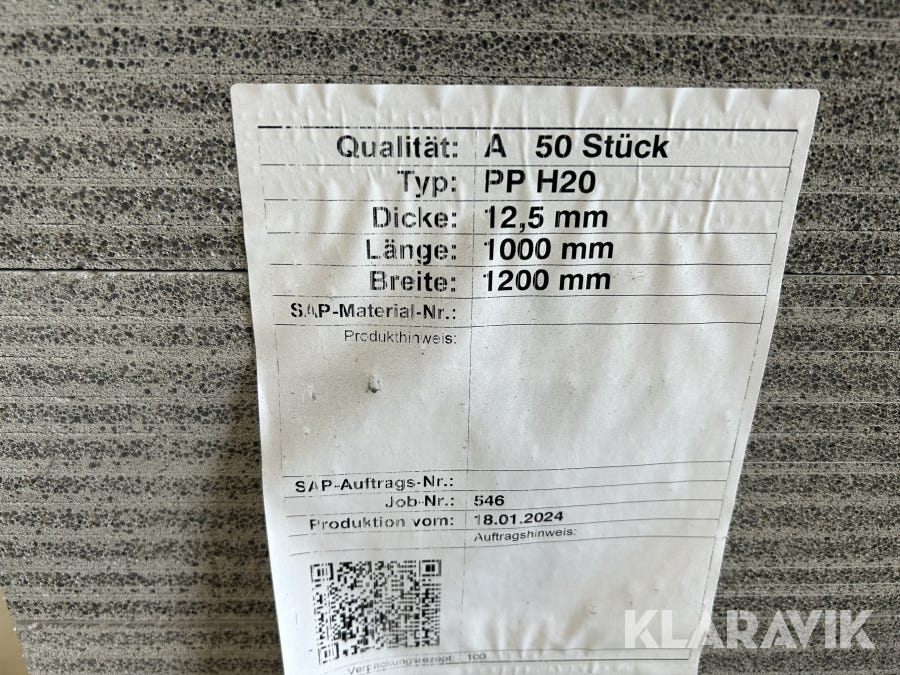 Qualität: A 50 Stück
Typ: PP H20
Dicke: 12,5 mm
Länge: 1000 mm
Breite: 1200 mm
SAP-Material-Nr.:
Produkthinweis:
SAP-Auftrags-Nr.:
Job-Nr.: 546
Produktion vom: 18.01.2024
Auftragshinweis:
Verpackungsrezept: 100
KLARAVIK